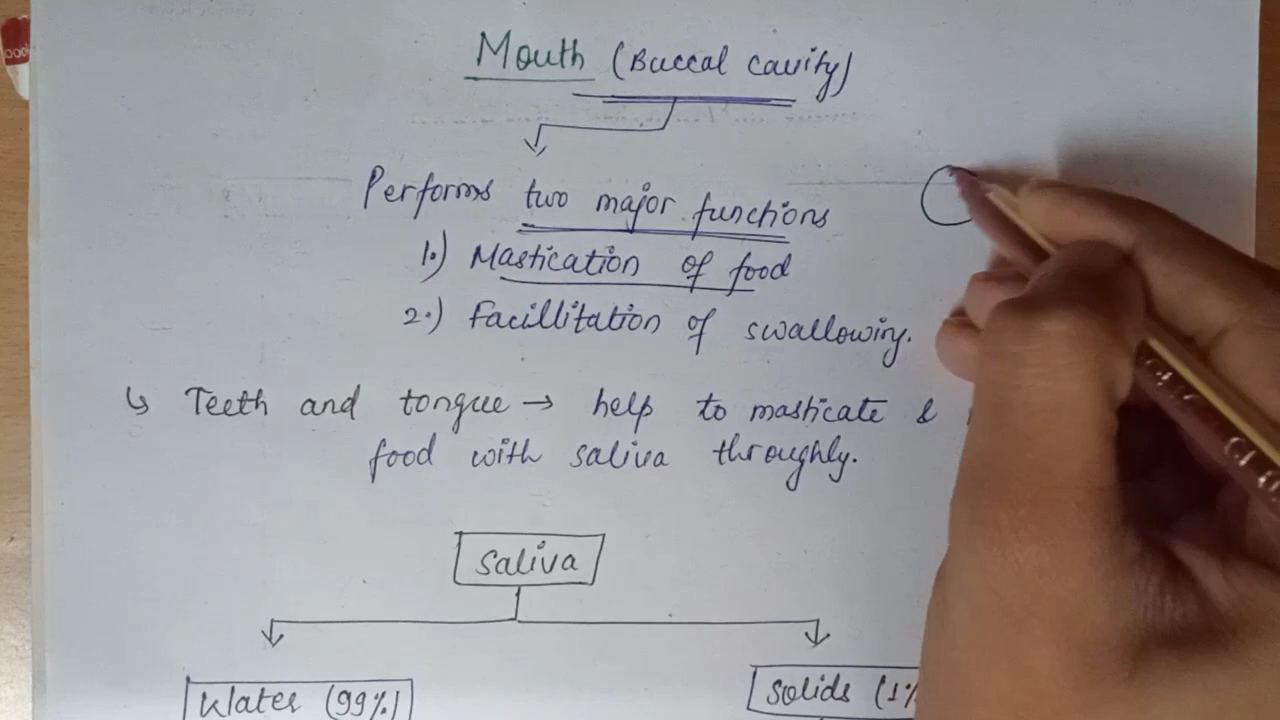 Mouth (Buccal cavity)
Performs two major functions
1.) Mastication of food
2.) Facillitation of swallowing.
↳ Teeth and tongue → help to masticate &
food with saliva throughly.
Saliva
Water (99%)
Solids (1%